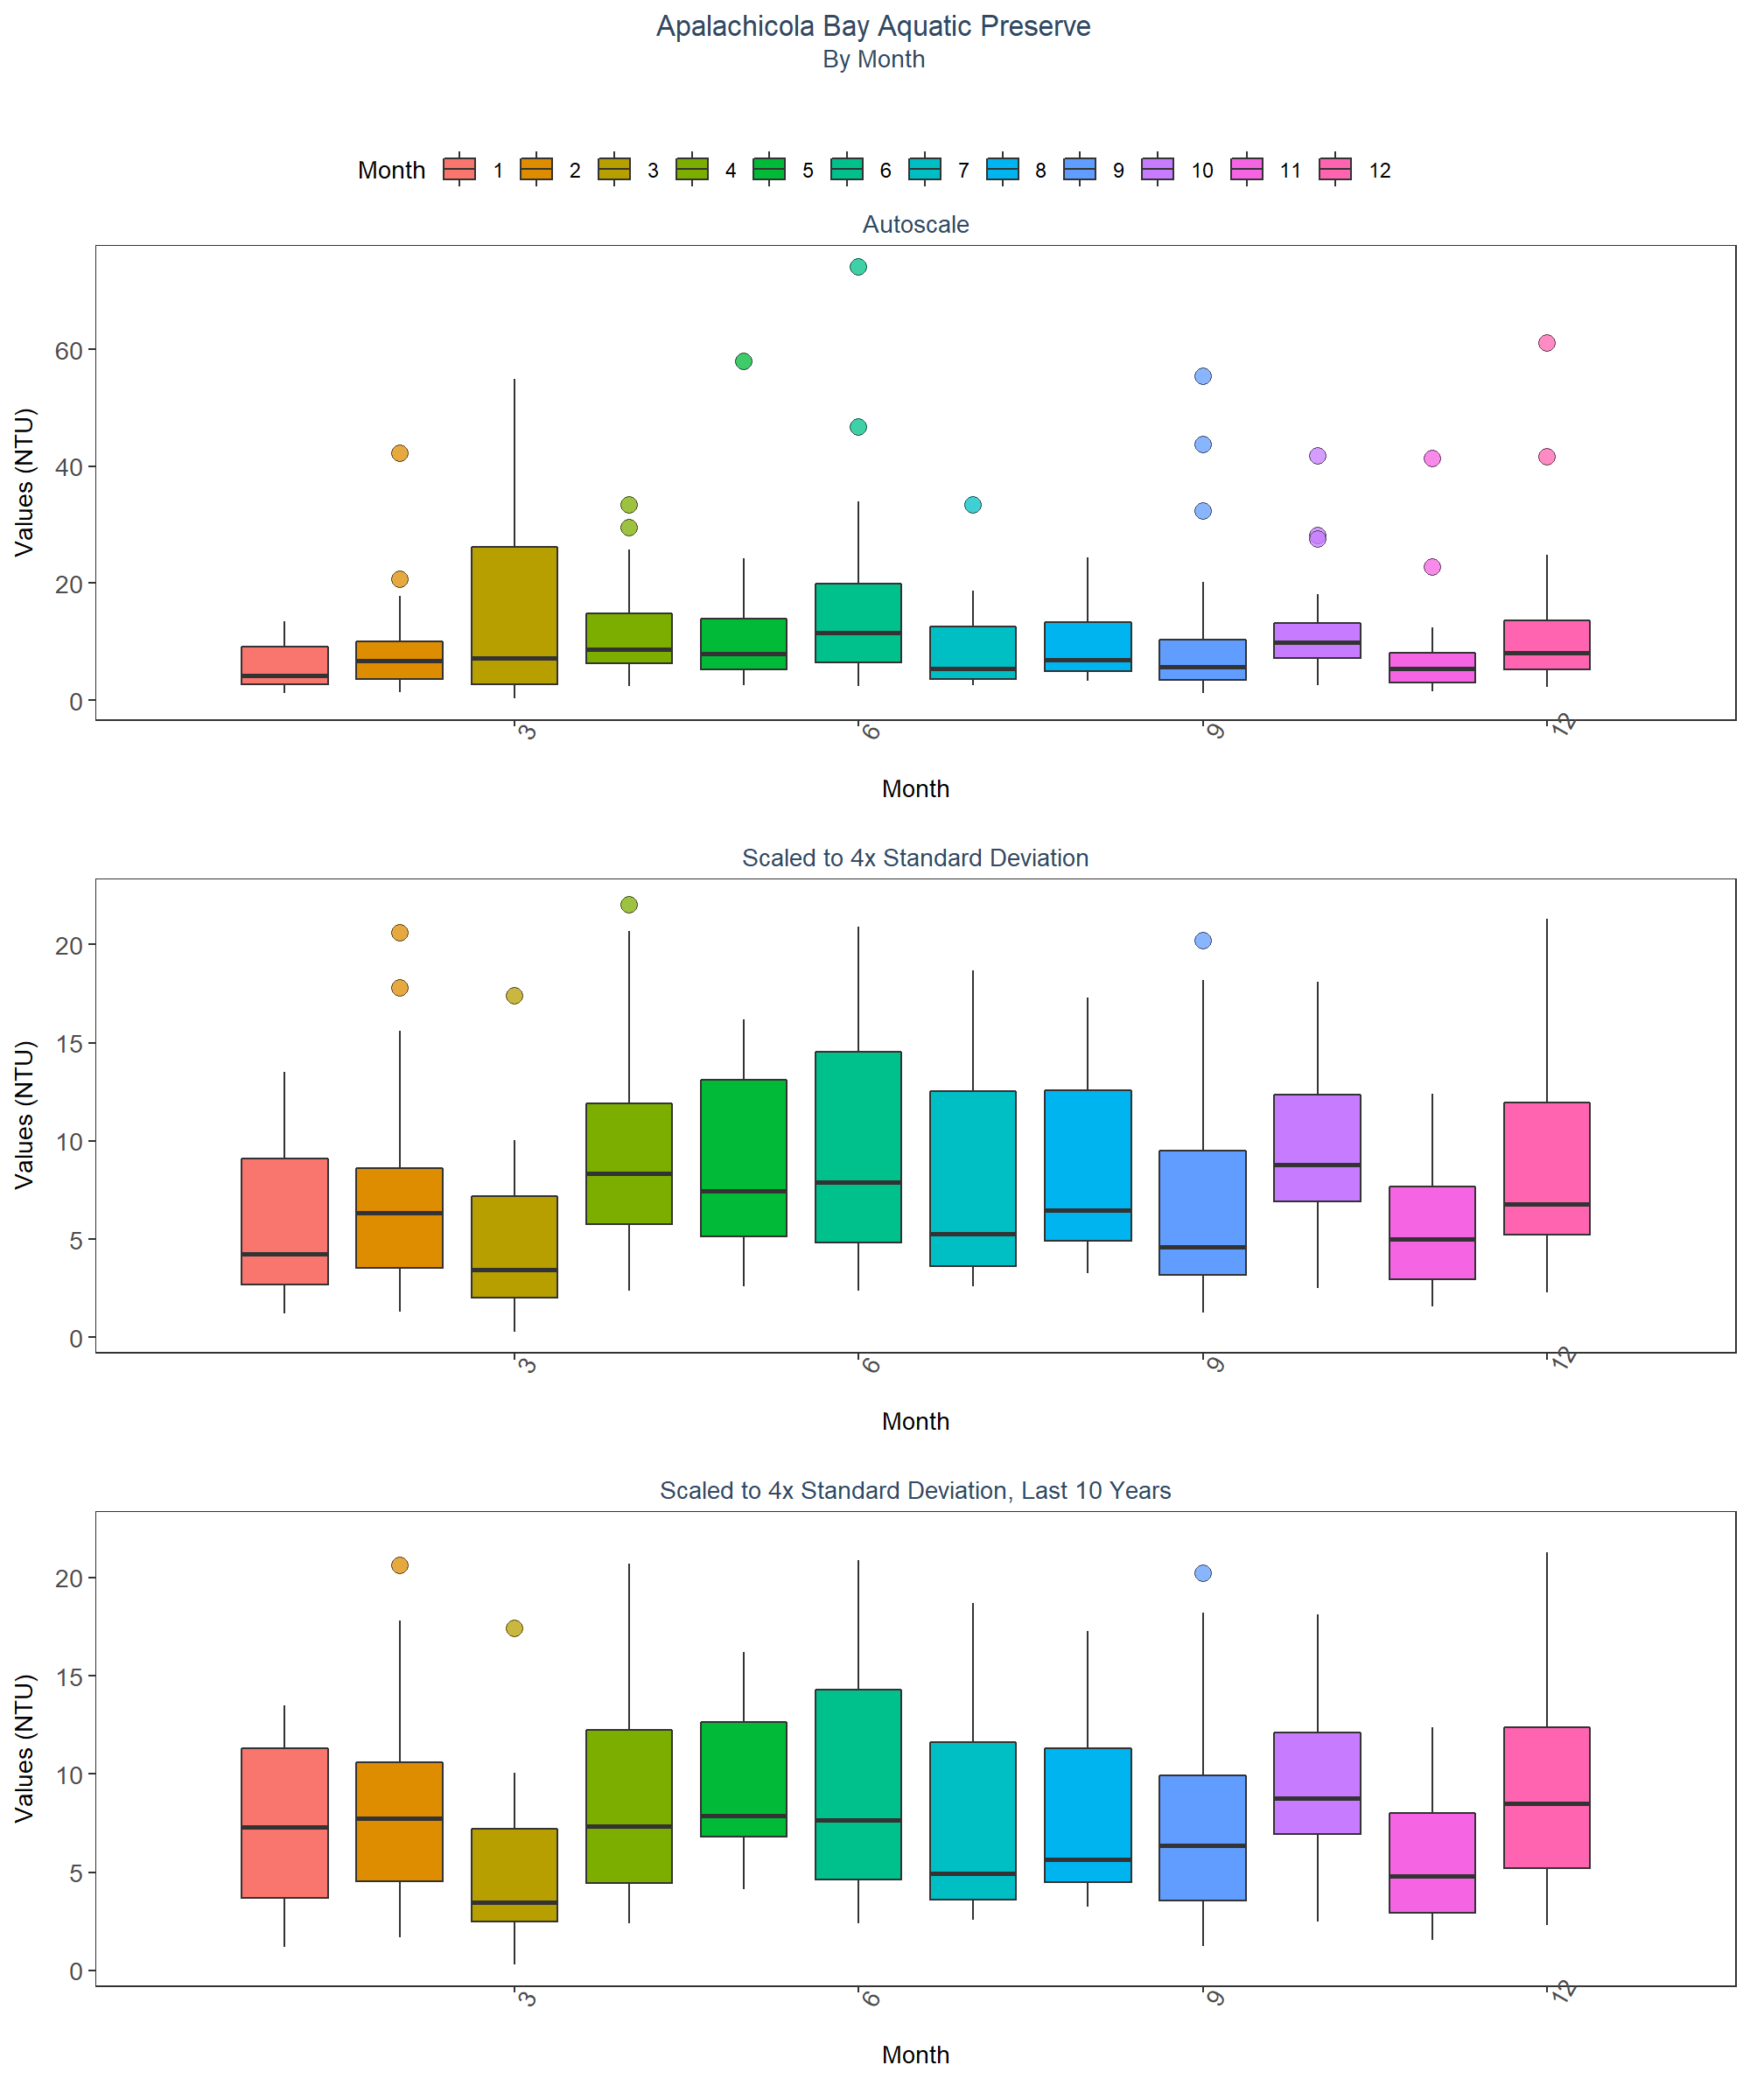 Apalachicola Bay Aquatic Preserve
By Month
Month 1 2 3 4 5 6 7 8 9 10 11 12
Autoscale
Values (NTU)
60
40
20
0
3 6 9 12
Month
Scaled to 4x Standard Deviation
Values (NTU)
20
15
10
5
0
3 6 9 12
Month
Scaled to 4x Standard Deviation, Last 10 Years
Values (NTU)
20
15
10
5
0
3 6 9 12
Month